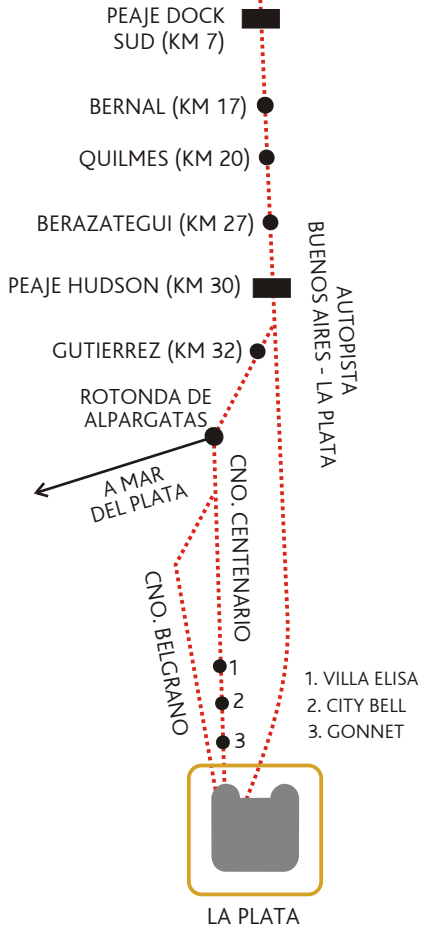 PEAJE DOCK
SUD (KM 7)
BERNAL (KM 17)
QUILMES (KM 20)
BERAZATEGUI (KM 27)
PEAJE HUDSON (KM 30)
AUTOPISTA
BUENOS AIRES - LA PLATA
GUTIERREZ (KM 32)
ROTONDA DE
ALPARGATAS
A MAR
DEL PLATA
CNO. CENTENARIO
CNO. BELGRANO
1
2
3
1. VILLA ELISA
2. CITY BELL
3. GONNET
LA PLATA